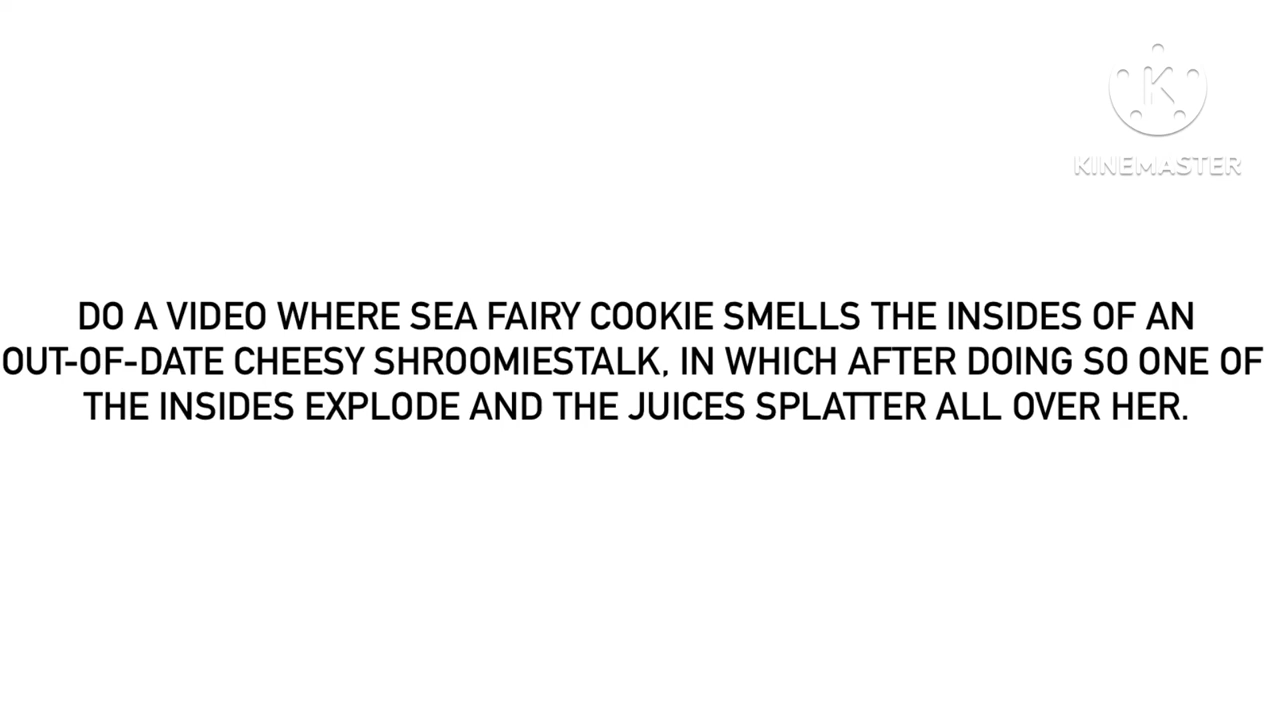 KINEMASTER
DO A VIDEO WHERE SEA FAIRY COOKIE SMELLS THE INSIDES OF AN
OUT-OF-DATE CHEESY SHROOMIESTALK, IN WHICH AFTER DOING SO ONE OF
THE INSIDES EXPLODE AND THE JUICES SPLATTER ALL OVER HER.